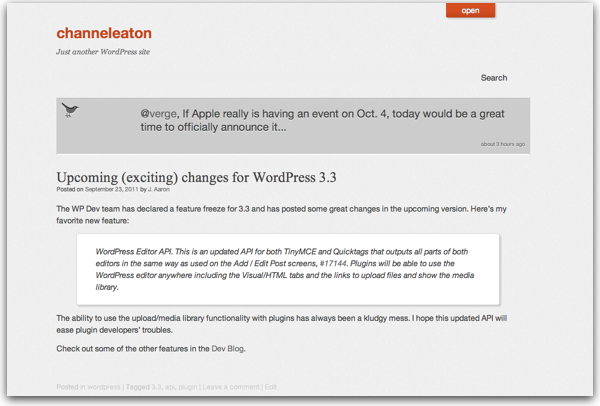 open
channeleaton
Just another WordPress site
Search
@verge, If Apple really is having an event on Oct. 4, today would be a great
time to officially announce it...
about 3 hours ago
Upcoming (exciting) changes for WordPress 3.3
Posted on September 23, 2011 by J. Aaron
The WP Dev team has declared a feature freeze for 3.3 and has posted some great changes in the upcoming version. Here's my
favorite new feature:
WordPress Editor API. This is an updated API for both TinyMCE and Quicktags that outputs all parts of both
editors in the same way as used on the Add / Edit Post screens, #17144. Plugins will be able to use the
WordPress editor anywhere including the Visual/HTML tabs and the links to upload files and show the media
library.
The ability to use the upload/media library functionality with plugins has always been a kludgy mess. I hope this updated API will
ease plugin developers' troubles.
Check out some of the other features in the Dev Blog.
Posted in wordpress | Tagged 3.3, api, plugin | Leave a comment | Edit